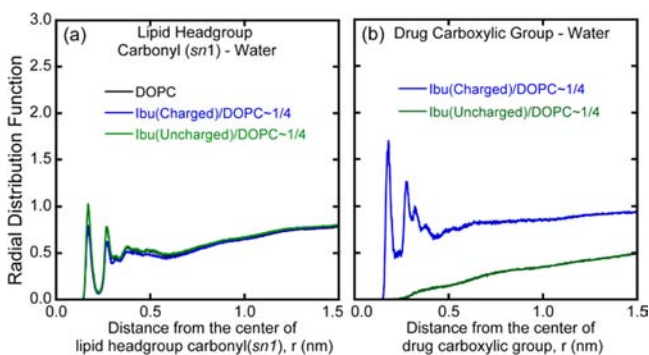 (a)
Lipid Headgroup
Carbonyl (sn1) - Water
DOPC
Ibu(Charged)/DOPC~1/4
Ibu(Uncharged)/DOPC~1/4
Radial Distribution Function
3.0
2.5
2.0
1.5
1.0
0.5
0.0
0.0
0.5
1.0
1.5
Distance from the center of
lipid headgroup carbonyl(sn1), r (nm)
(b)
Drug Carboxylic Group - Water
Ibu(Charged)/DOPC~1/4
Ibu(Uncharged)/DOPC~1/4
0.0
0.5
1.0
1.5
Distance from the center of
drug carboxylic group, r (nm)